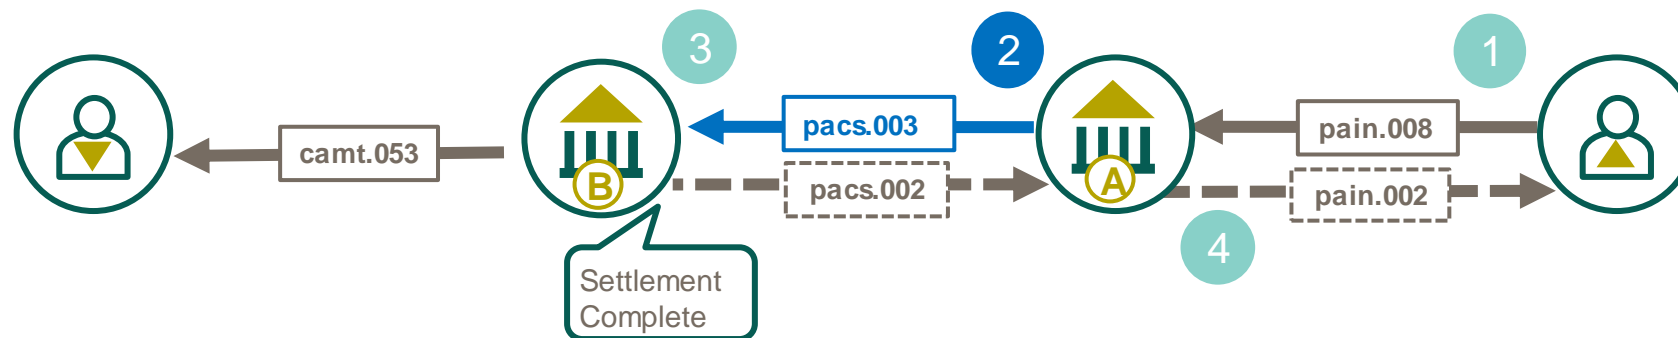 3
2
1
camt.053
pacs.003
pain.008
B
pacs.002
A
pain.002
4
Settlement
Complete